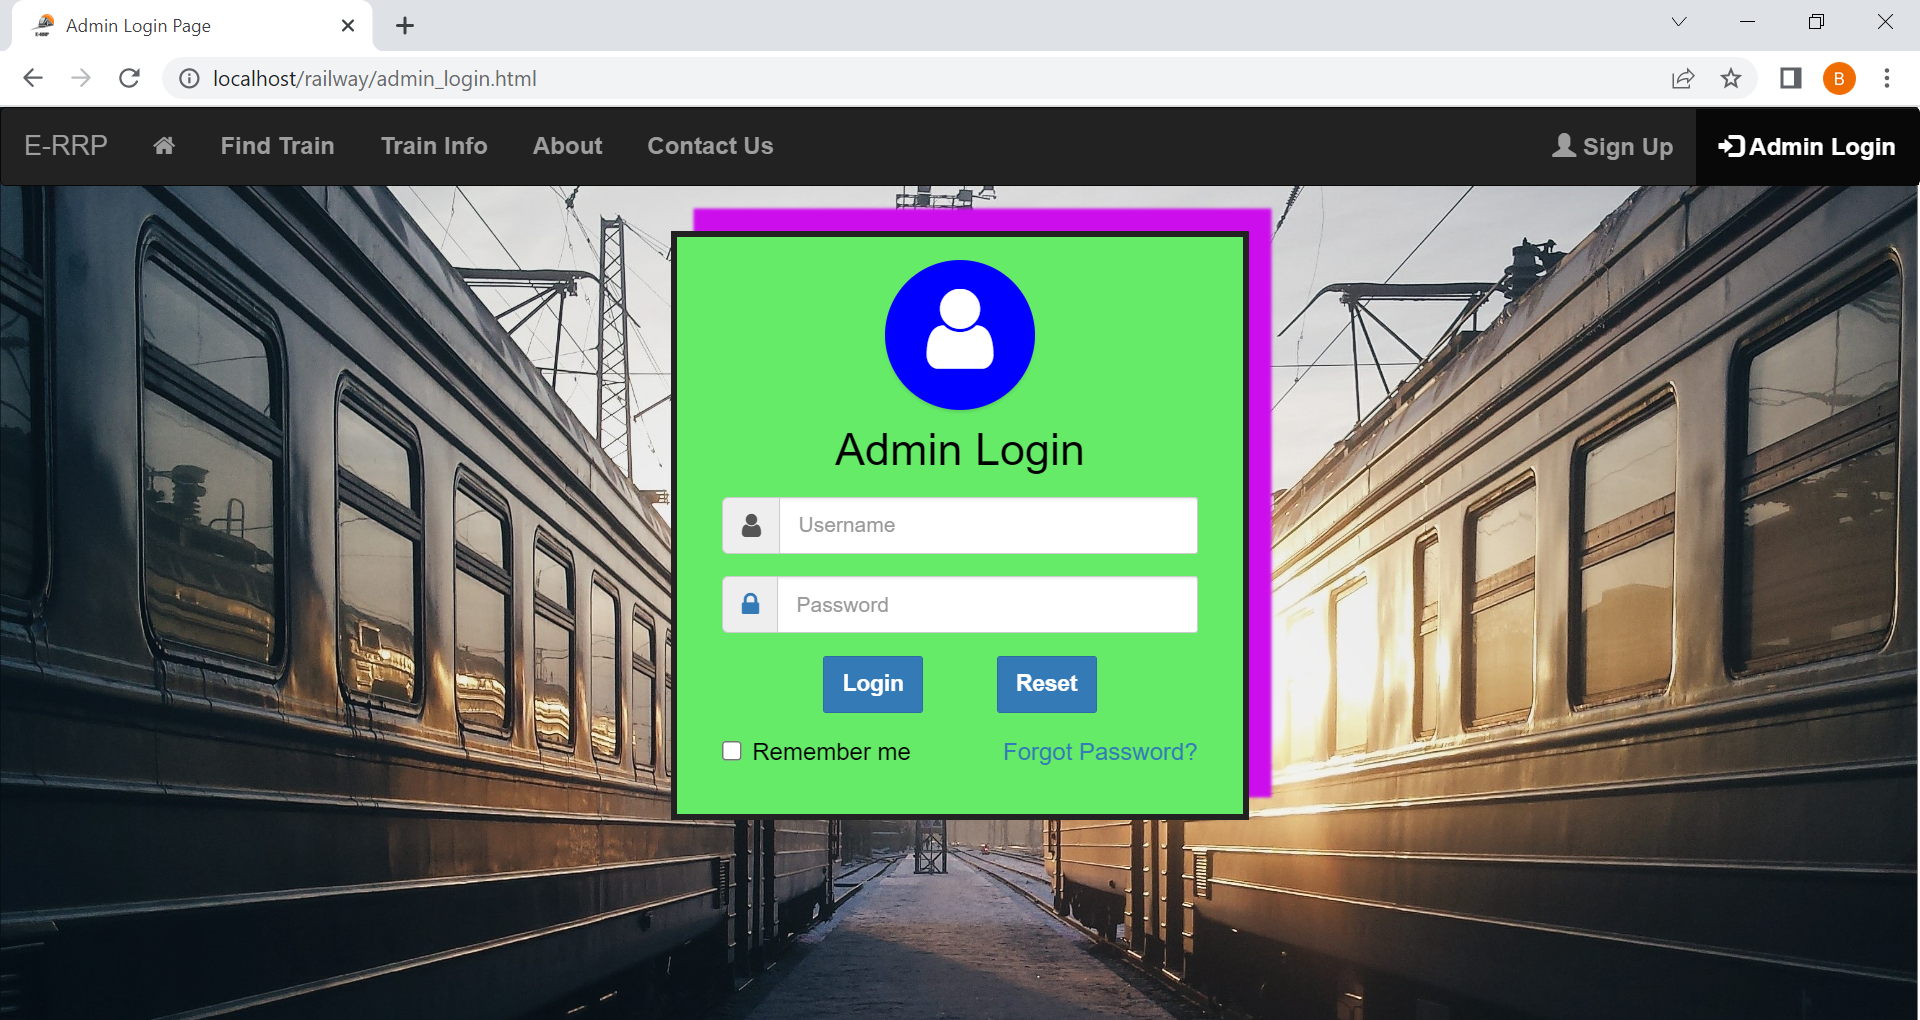 Admin Login Page
localhost/railway/admin_login.html
B
E-RRP Find Train Train Info About Contact Us Sign Up Admin Login
Admin Login
Username
Password
Login Reset
Remember me Forgot Password?